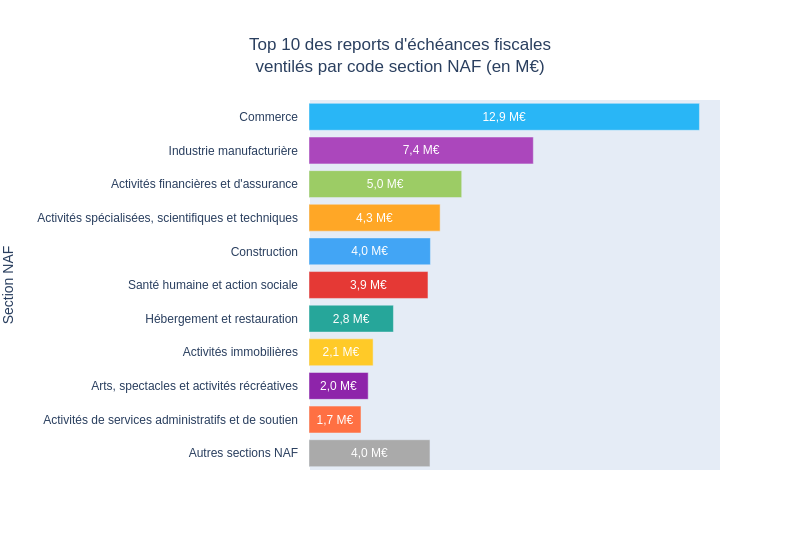 Top 10 des reports d'échéances fiscales
ventilés par code section NAF (en M€)
Section NAF
Commerce 12,9 M€
Industrie manufacturière 7,4 M€
Activités financières et d'assurance 5,0 M€
Activités spécialisées, scientifiques et techniques 4,3 M€
Construction 4,0 M€
Santé humaine et action sociale 3,9 M€
Hébergement et restauration 2,8 M€
Activités immobilières 2,1 M€
Arts, spectacles et activités récréatives 2,0 M€
Activités de services administratifs et de soutien 1,7 M€
Autres sections NAF 4,0 M€